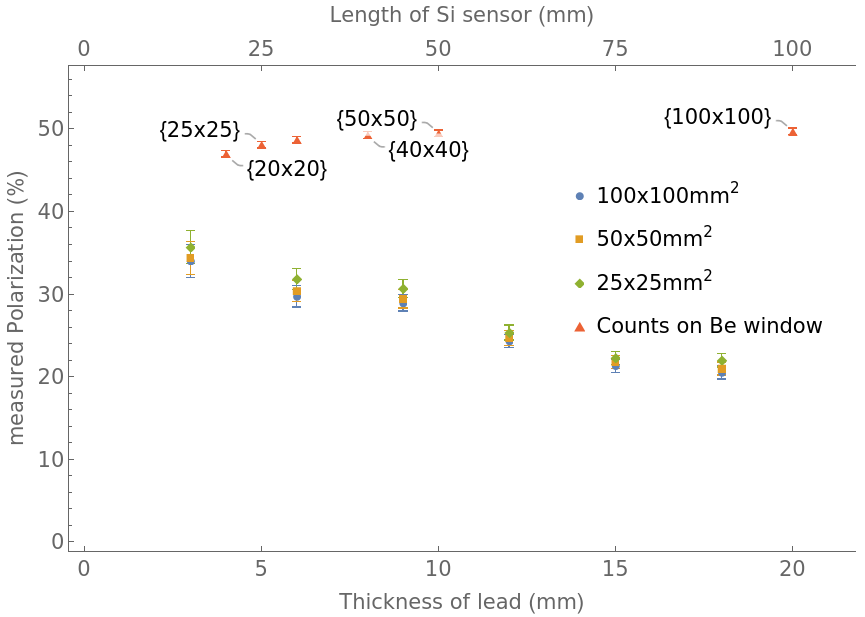 Length of Si sensor (mm)
0 25 50 75 100
measured Polarization (%)
50
40
30
20
10
0
{25x25}
{20x20}
{50x50}
{40x40}
{100x100}
100x100mm²
50x50mm²
25x25mm²
Counts on Be window
0 5 10 15 20
Thickness of lead (mm)